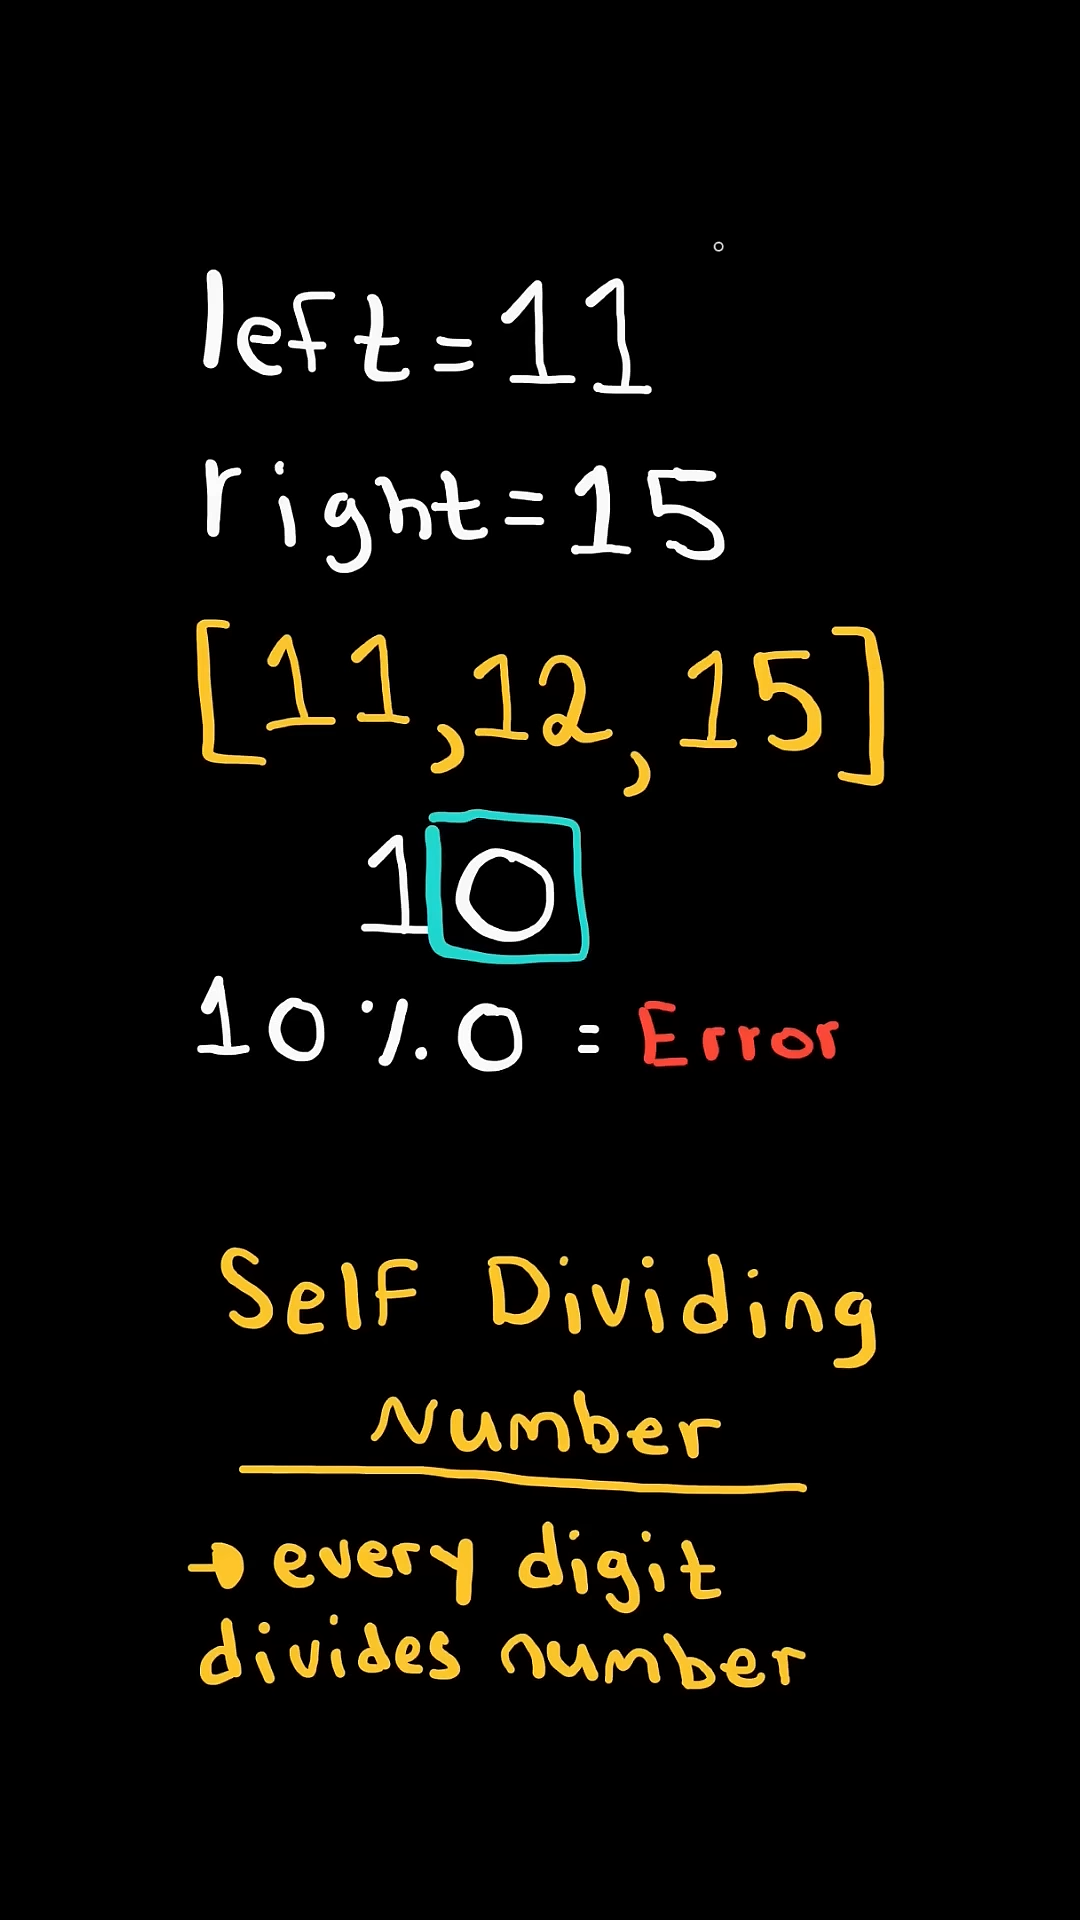 left=11
right=15
[11,12,15]
10
10%0 = Error
Self Dividing
Number
→ every digit
divides number